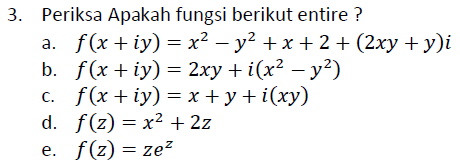 3. Periksa Apakah fungsi berikut entire ?
a. f(x + iy) = x² − y² + x + 2 + (2xy + y)i
b. f(x + iy) = 2xy + i(x² − y²)
c. f(x + iy) = x + y + i(xy)
d. f(z) = x² + 2z
e. f(z) = zeᶻ